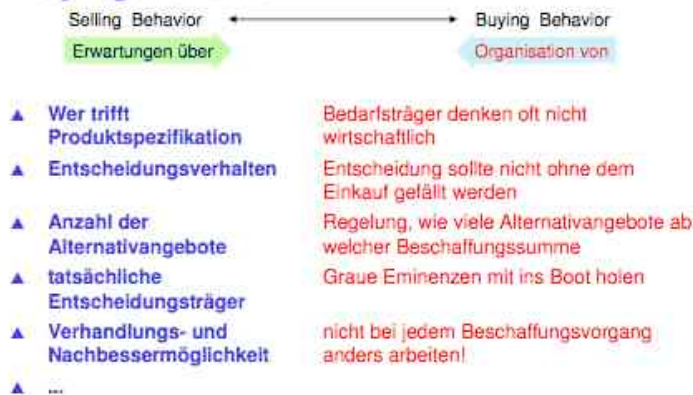 Selling Behavior Buying Behavior
Erwartungen über Organisation von
Wer trifft Bedarfsträger denken oft nicht
Produktspezifikation wirtschaftlich
Entscheidungsverhalten Entscheidung sollte nicht ohne dem
Einkauf gefällt werden
Anzahl der Regelung, wie viele Alternativangebote ab
Alternativangebote welcher Beschaffungssumme
tatsächliche Graue Eminenzen mit ins Boot holen
Entscheidungsträger
Verhandlungs- und nicht bei jedem Beschaffungsvorgang
Nachbessermöglichkeit anders arbeiten!
...